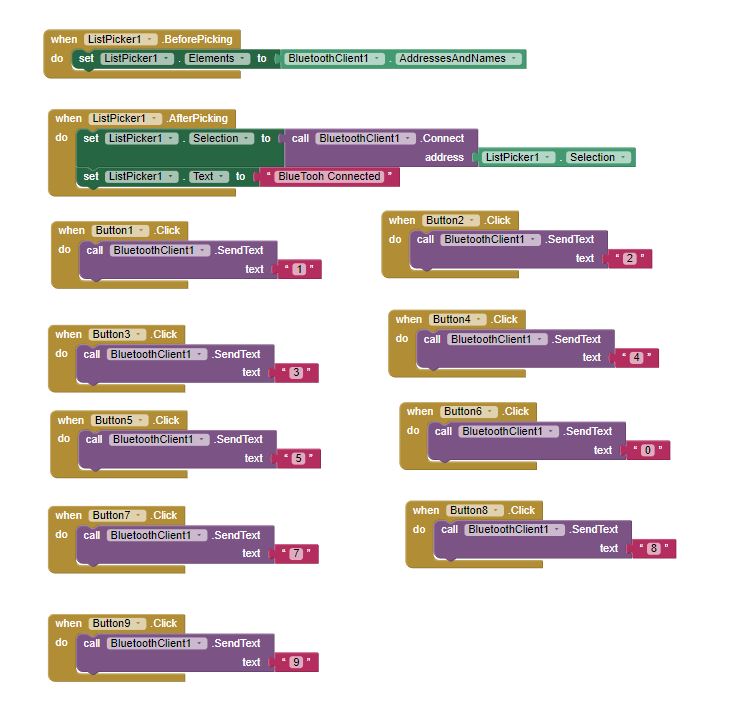 when ListPicker1 .BeforePicking
do set ListPicker1 . Elements to BluetoothClient1 . AddressesAndNames
when ListPicker1 .AfterPicking
do set ListPicker1 . Selection to call BluetoothClient1 .Connect
address ListPicker1 . Selection
set ListPicker1 . Text to “ BlueTooh Connected ”
when Button1 .Click
do call BluetoothClient1 .SendText
text “ 1 ”
when Button2 .Click
do call BluetoothClient1 .SendText
text “ 2 ”
when Button3 .Click
do call BluetoothClient1 .SendText
text “ 3 ”
when Button4 .Click
do call BluetoothClient1 .SendText
text “ 4 ”
when Button5 .Click
do call BluetoothClient1 .SendText
text “ 5 ”
when Button6 .Click
do call BluetoothClient1 .SendText
text “ 0 ”
when Button7 .Click
do call BluetoothClient1 .SendText
text “ 7 ”
when Button8 .Click
do call BluetoothClient1 .SendText
text “ 8 ”
when Button9 .Click
do call BluetoothClient1 .SendText
text “ 9 ”